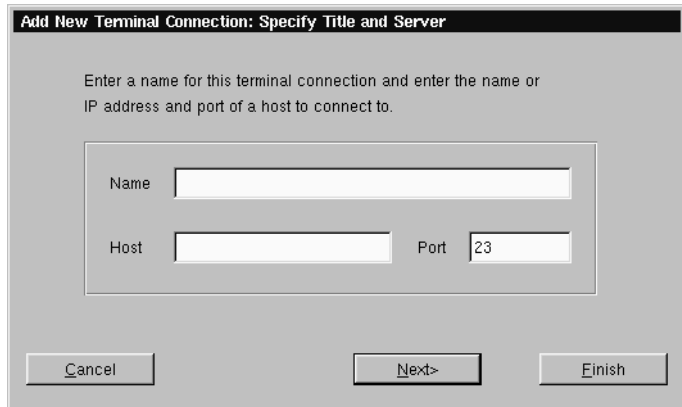 Add New Terminal Connection: Specify Title and Server
Enter a name for this terminal connection and enter the name or
IP address and port of a host to connect to.
Name
Host Port 23
Cancel Next> Finish